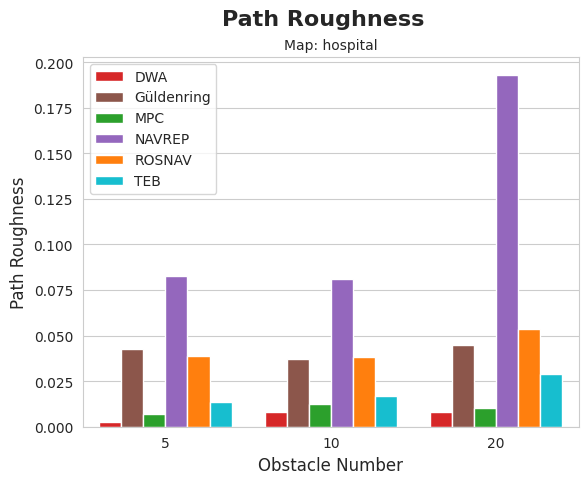 Path Roughness
Map: hospital
DWA
Güldenring
MPC
NAVREP
ROSNAV
TEB
Path Roughness
0.200
0.175
0.150
0.125
0.100
0.075
0.050
0.025
0.000
5 10 20
Obstacle Number